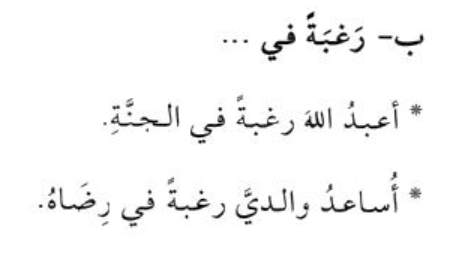 ب- رَغبَةً في ...
* أعبدُ اللهَ رغبةً في الجنَّةِ.
* أُساعدُ والديَّ رغبةً في رِضَاهُ.